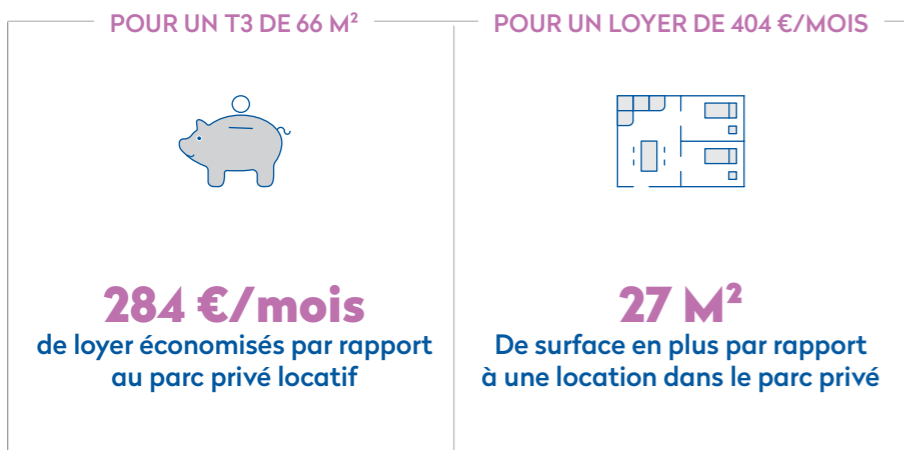 POUR UN T3 DE 66 M²
284 €/mois
de loyer économisés par rapport
au parc privé locatif
POUR UN LOYER DE 404 €/MOIS
27 M²
De surface en plus par rapport
à une location dans le parc privé